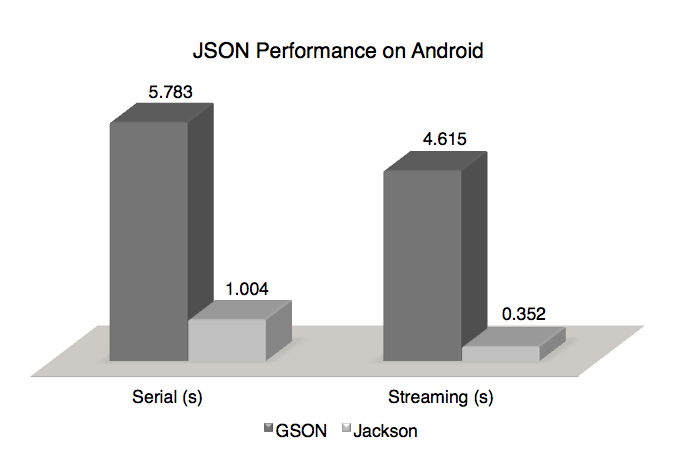 JSON Performance on Android
5.783
4.615
1.004
0.352
Serial (s)
Streaming (s)
GSON
Jackson